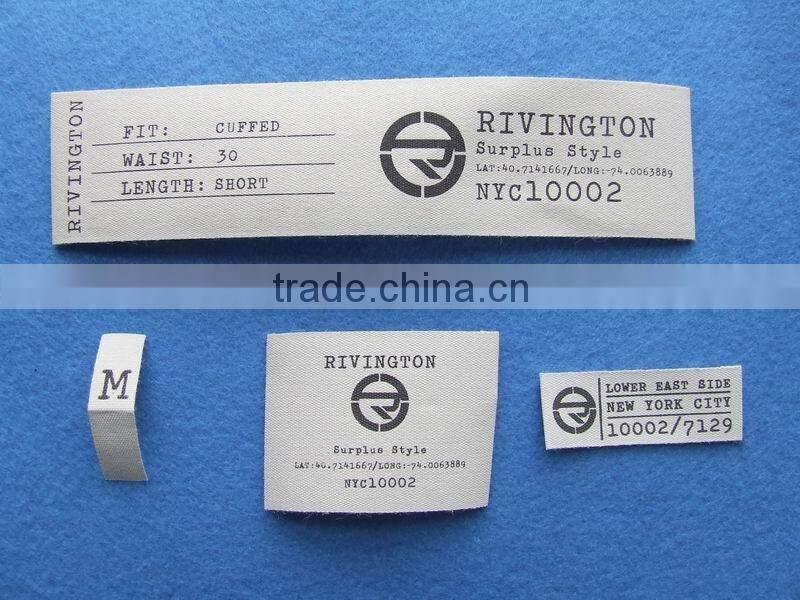 RIVINGTON
FIT: CUFFED
WAIST: 30
LENGTH: SHORT
RIVINGTON
Surplus Style
LAT:40.7141667/LONG:-74.0063889
NYC10002
trade.china.cn
M
RIVINGTON
Surplus Style
LAT:40.7141667/LONG:-74.0063889
NYC10002
LOWER EAST SIDE
NEW YORK CITY
10002/7129